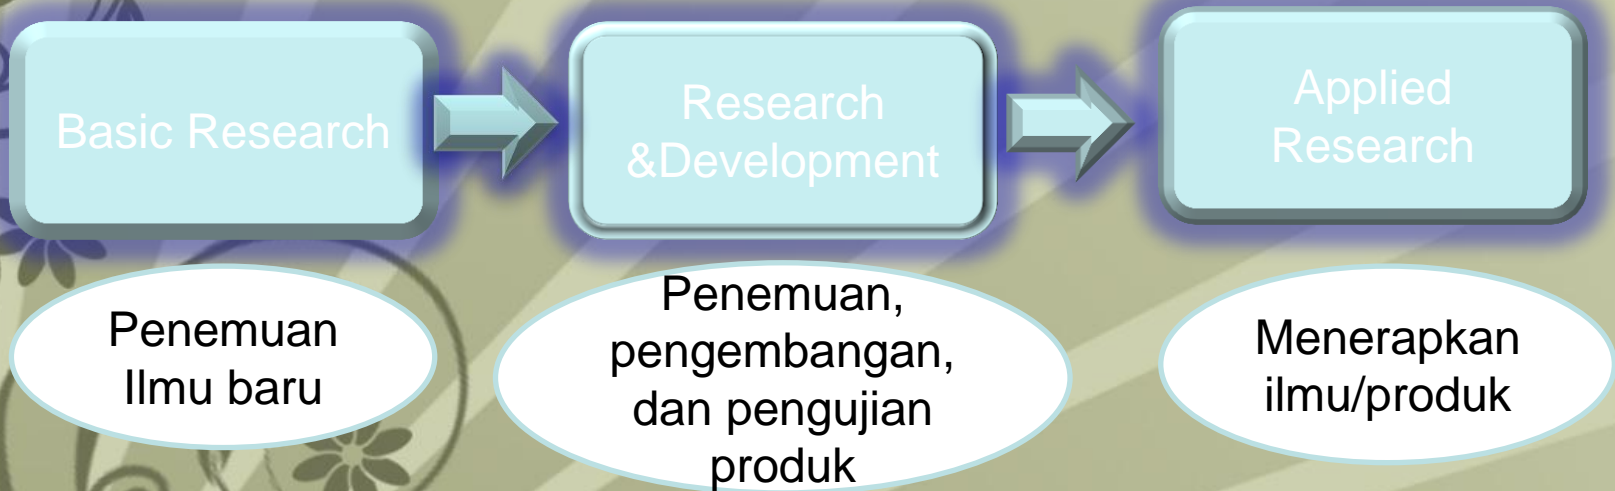 Basic Research
Research
&Development
Applied
Research
Penemuan
Ilmu baru
Penemuan,
pengembangan,
dan pengujian
produk
Menerapkan
ilmu/produk